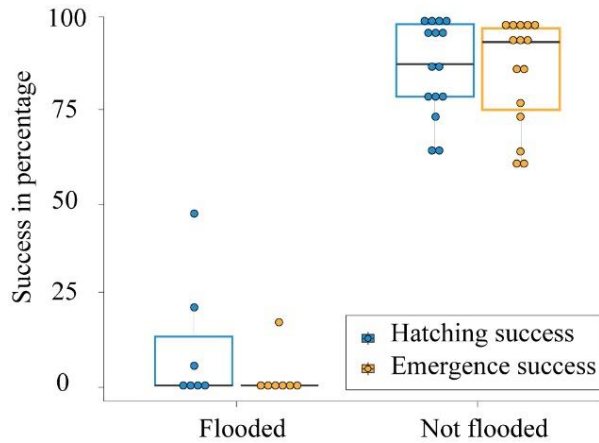 Success in percentage
100
75
50
25
0
Hatching success
Emergence success
Flooded
Not flooded